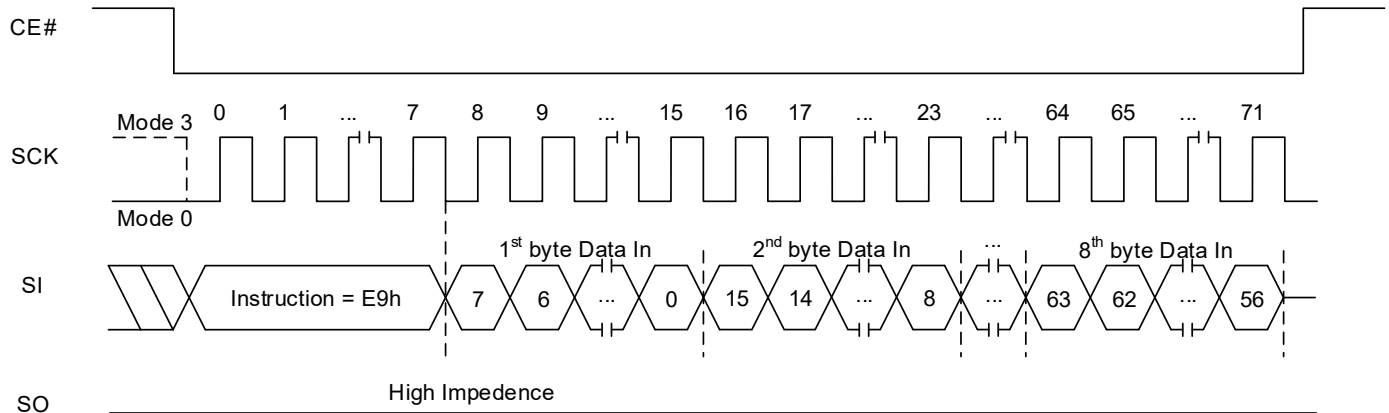 CE#
0 1 ... 7 8 9 ... 15 16 17 ... 23 ... 64 65 ... 71
Mode 3
SCK
Mode 0
1st byte Data In 2nd byte Data In ... 8th byte Data In
SI
Instruction = E9h 7 6 ... 0 15 14 ... 8 ... 63 62 ... 56
High Impedence
SO